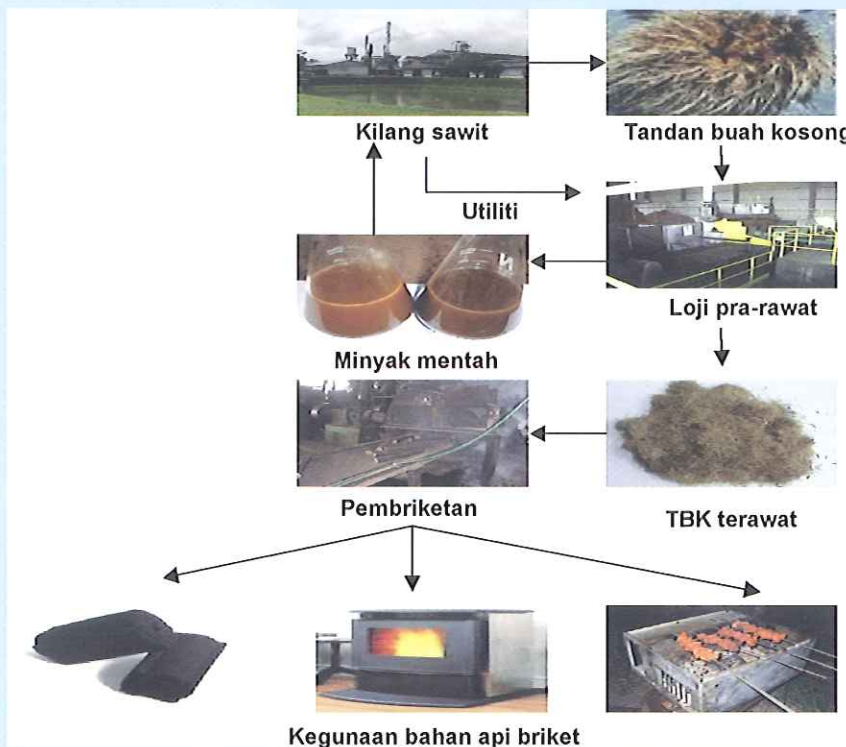 Kilang sawit
Tandan buah kosong
Utiliti
Loji pra-rawat
Minyak mentah
Pembriketan
TBK terawat
Kegunaan bahan api briket